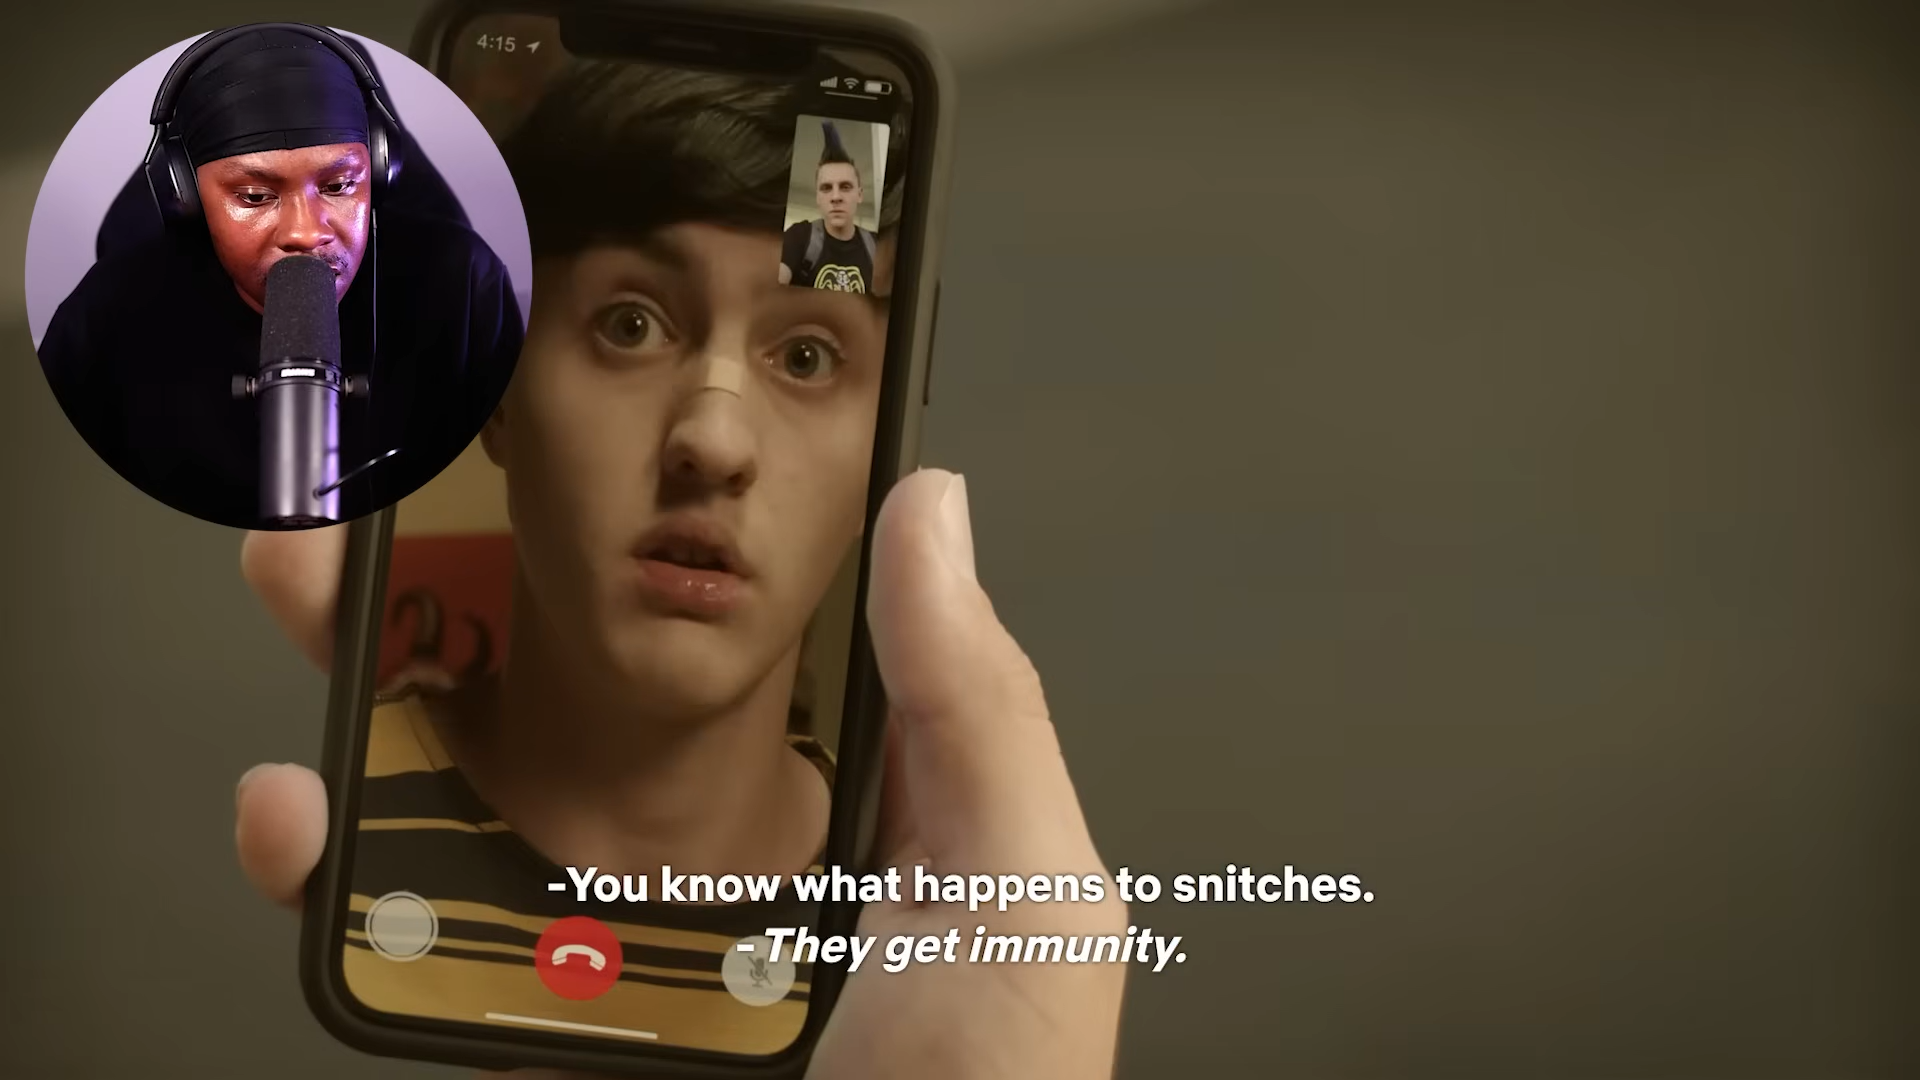 4:15
-You know what happens to snitches.
- They get immunity.